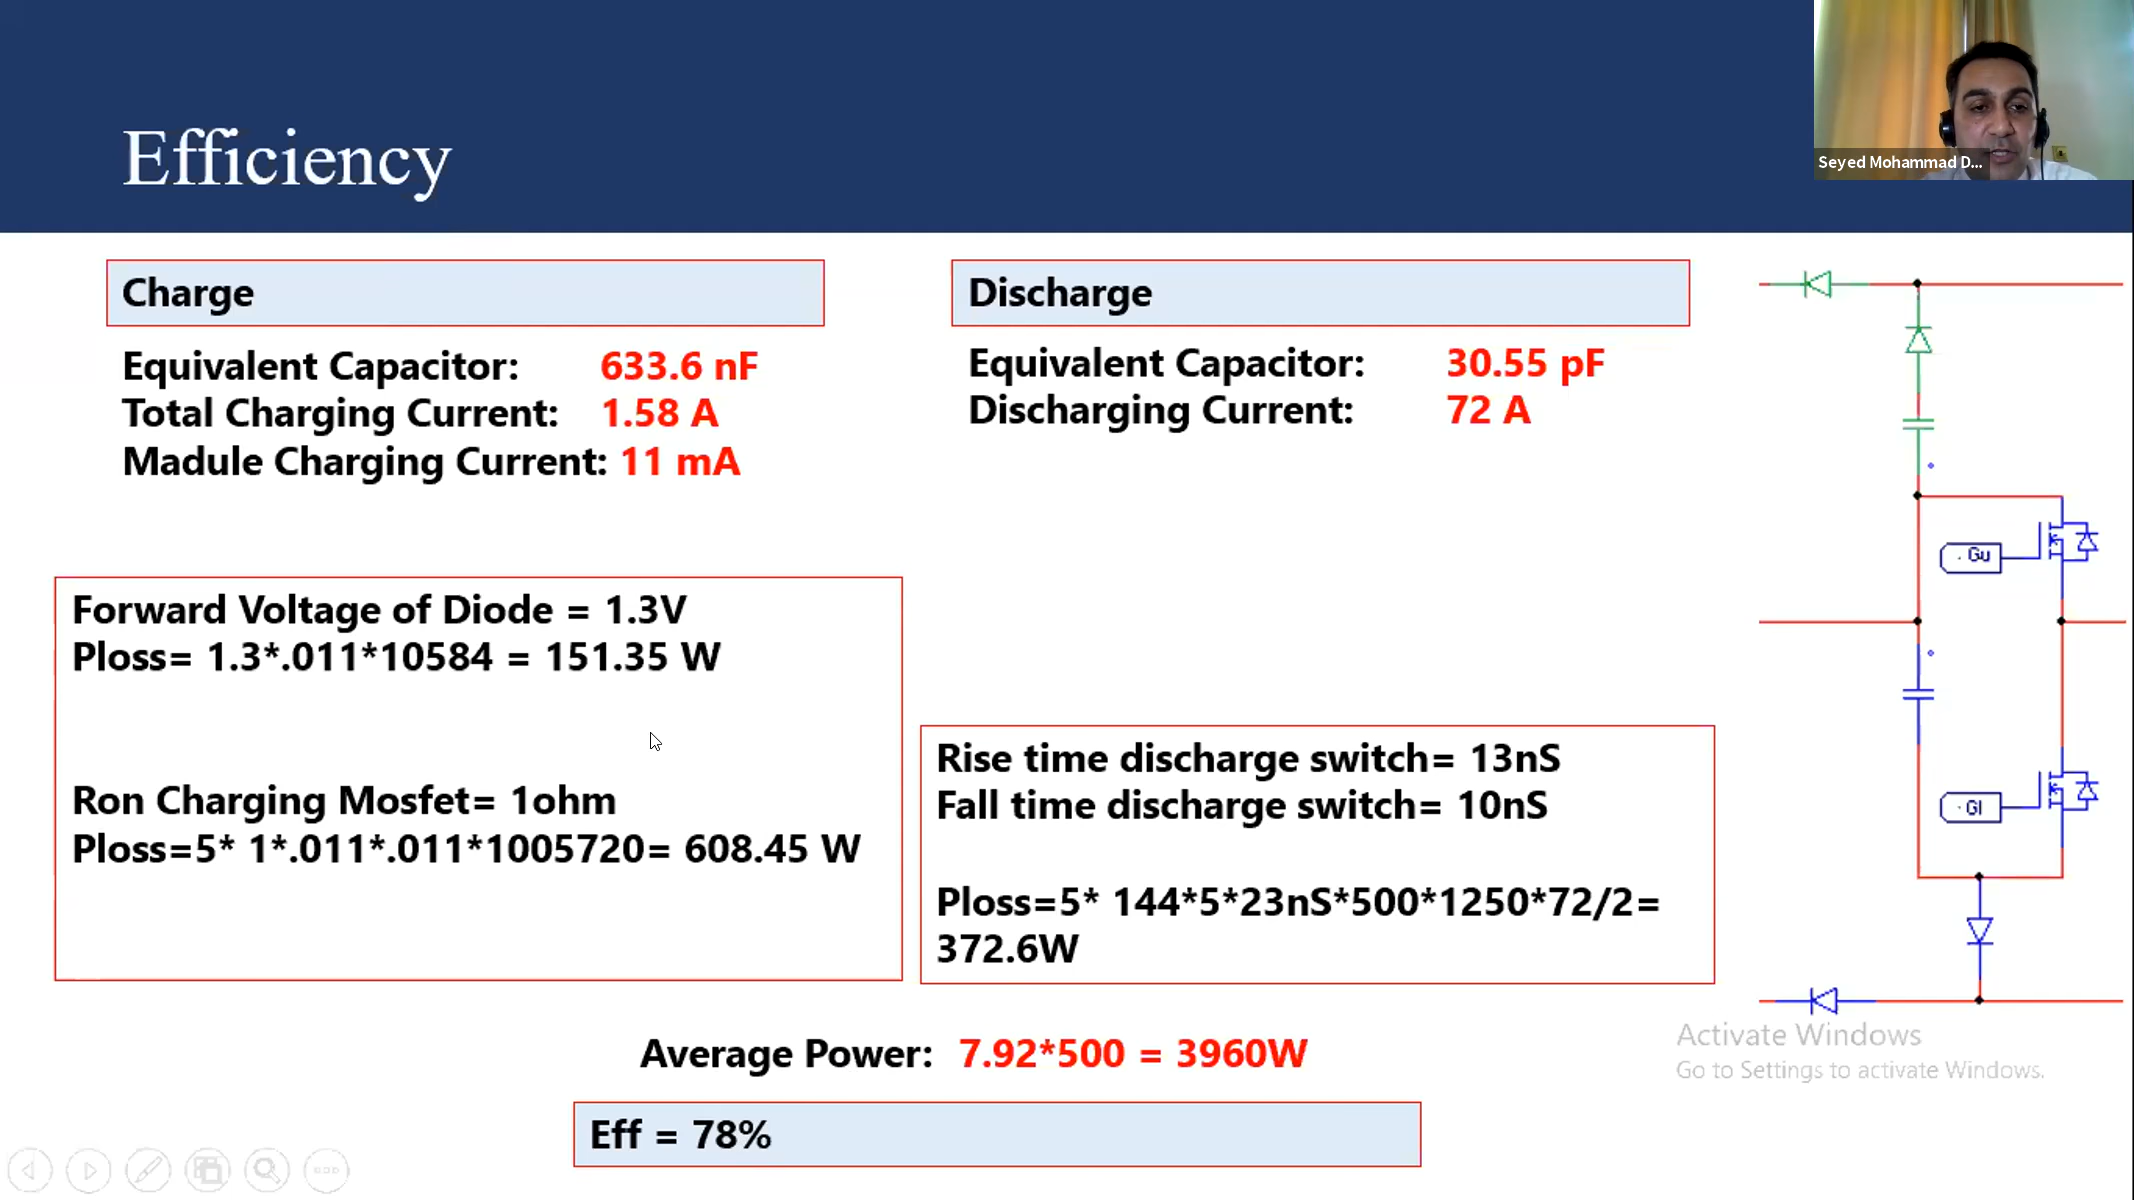 Efficiency
Seyed Mohammad D...
Charge
Equivalent Capacitor: 633.6 nF
Total Charging Current: 1.58 A
Madule Charging Current: 11 mA
Discharge
Equivalent Capacitor: 30.55 pF
Discharging Current: 72 A
Forward Voltage of Diode = 1.3V
Ploss= 1.3*.011*10584 = 151.35 W
Ron Charging Mosfet= 1ohm
Ploss=5* 1*.011*.011*1005720= 608.45 W
Rise time discharge switch= 13nS
Fall time discharge switch= 10nS
Ploss=5* 144*5*23nS*500*1250*72/2=
372.6W
Gu
Gl
Average Power: 7.92*500 = 3960W
Eff = 78%
Activate Windows
Go to Settings to activate Windows.